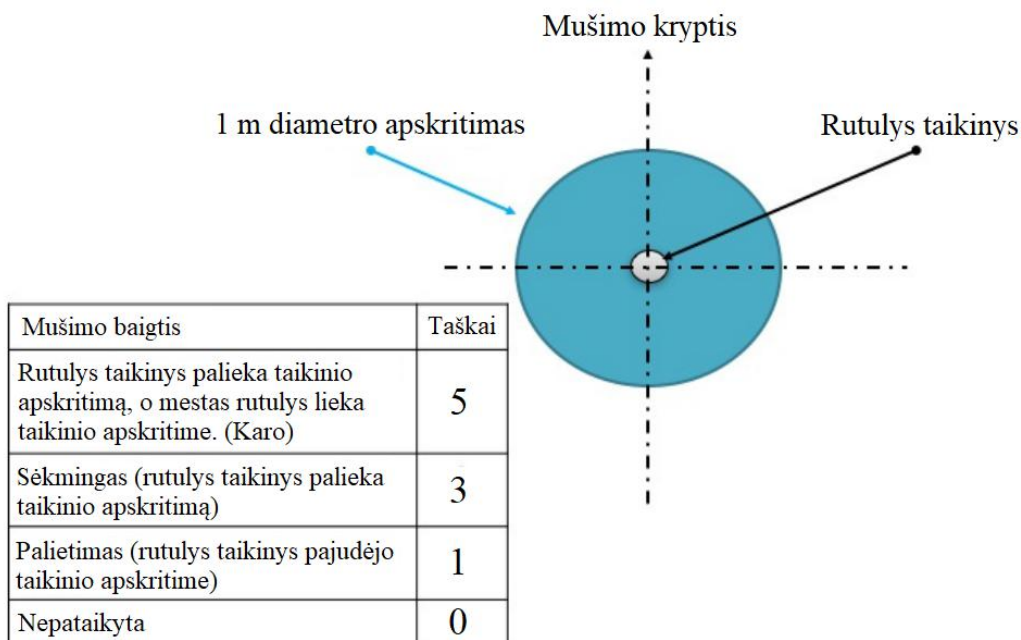 Mušimo kryptis
1 m diametro apskritimas
Rutulys taikinys
Mušimo baigtis Taškai
Rutulys taikinys palieka taikinio
apskritimą, o mestas rutulys lieka
taikinio apskritime. (Karo)
5
Sėkmingas (rutulys taikinys palieka
taikinio apskritimą)
3
Palietimas (rutulys taikinys pajudėjo
taikinio apskritime)
1
Nepataikyta 0